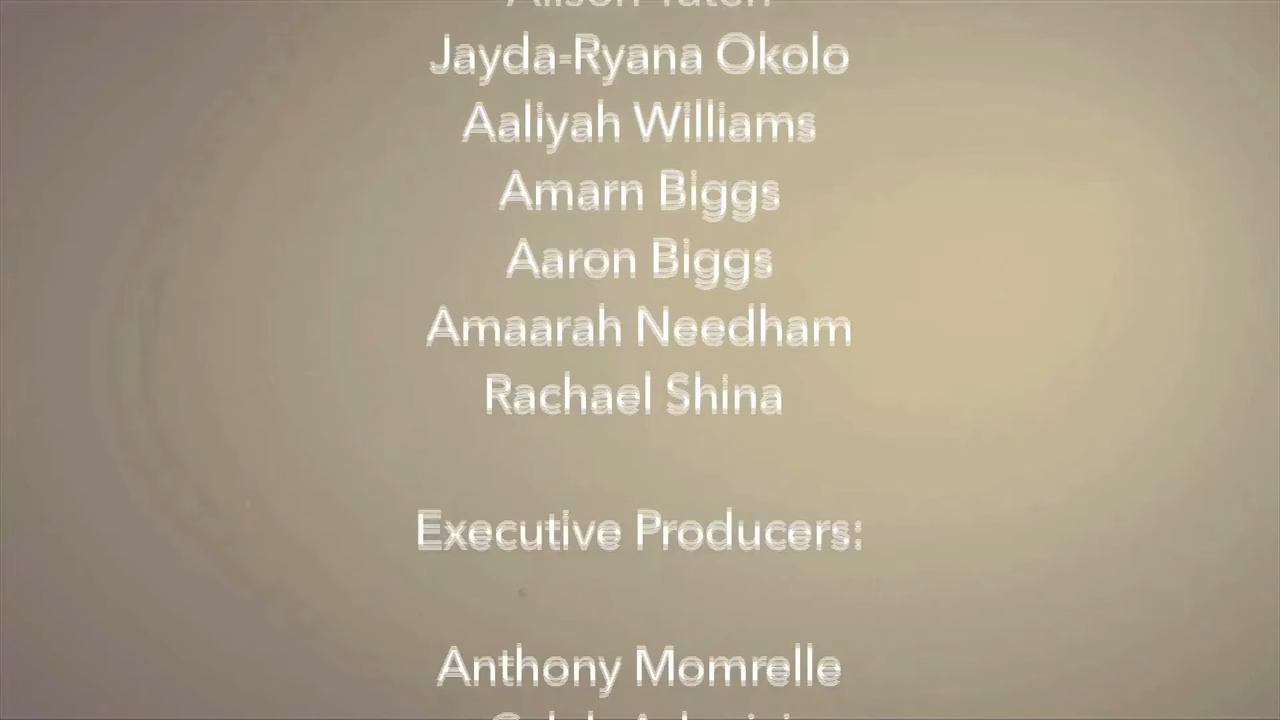 Jayda-Ryana Okolo
Aaliyah Williams
Amarn Biggs
Aaron Biggs
Amaarah Needham
Rachael Shina
Executive Producers:
Anthony Momrelle